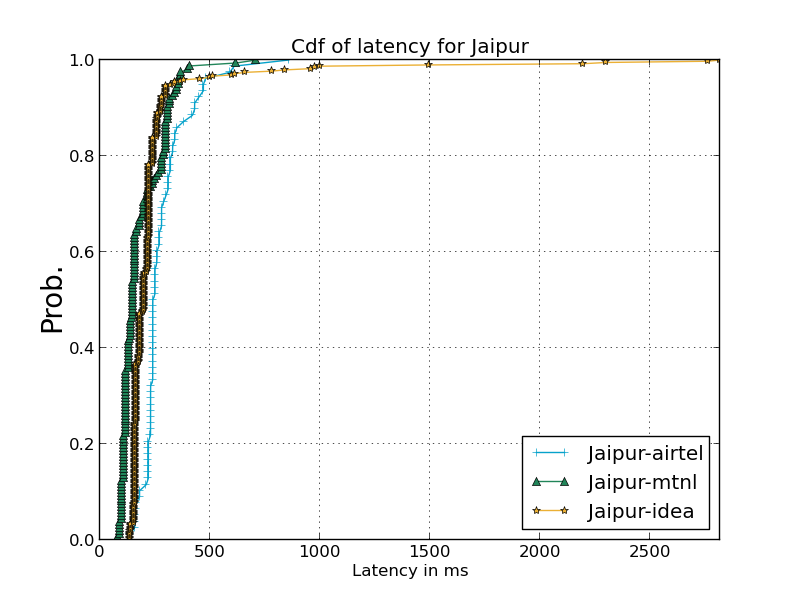 Cdf of latency for Jaipur
Prob.
1.0
0.8
0.6
0.4
0.2
0.0
0 500 1000 1500 2000 2500
Latency in ms
Jaipur-airtel
Jaipur-mtnl
Jaipur-idea